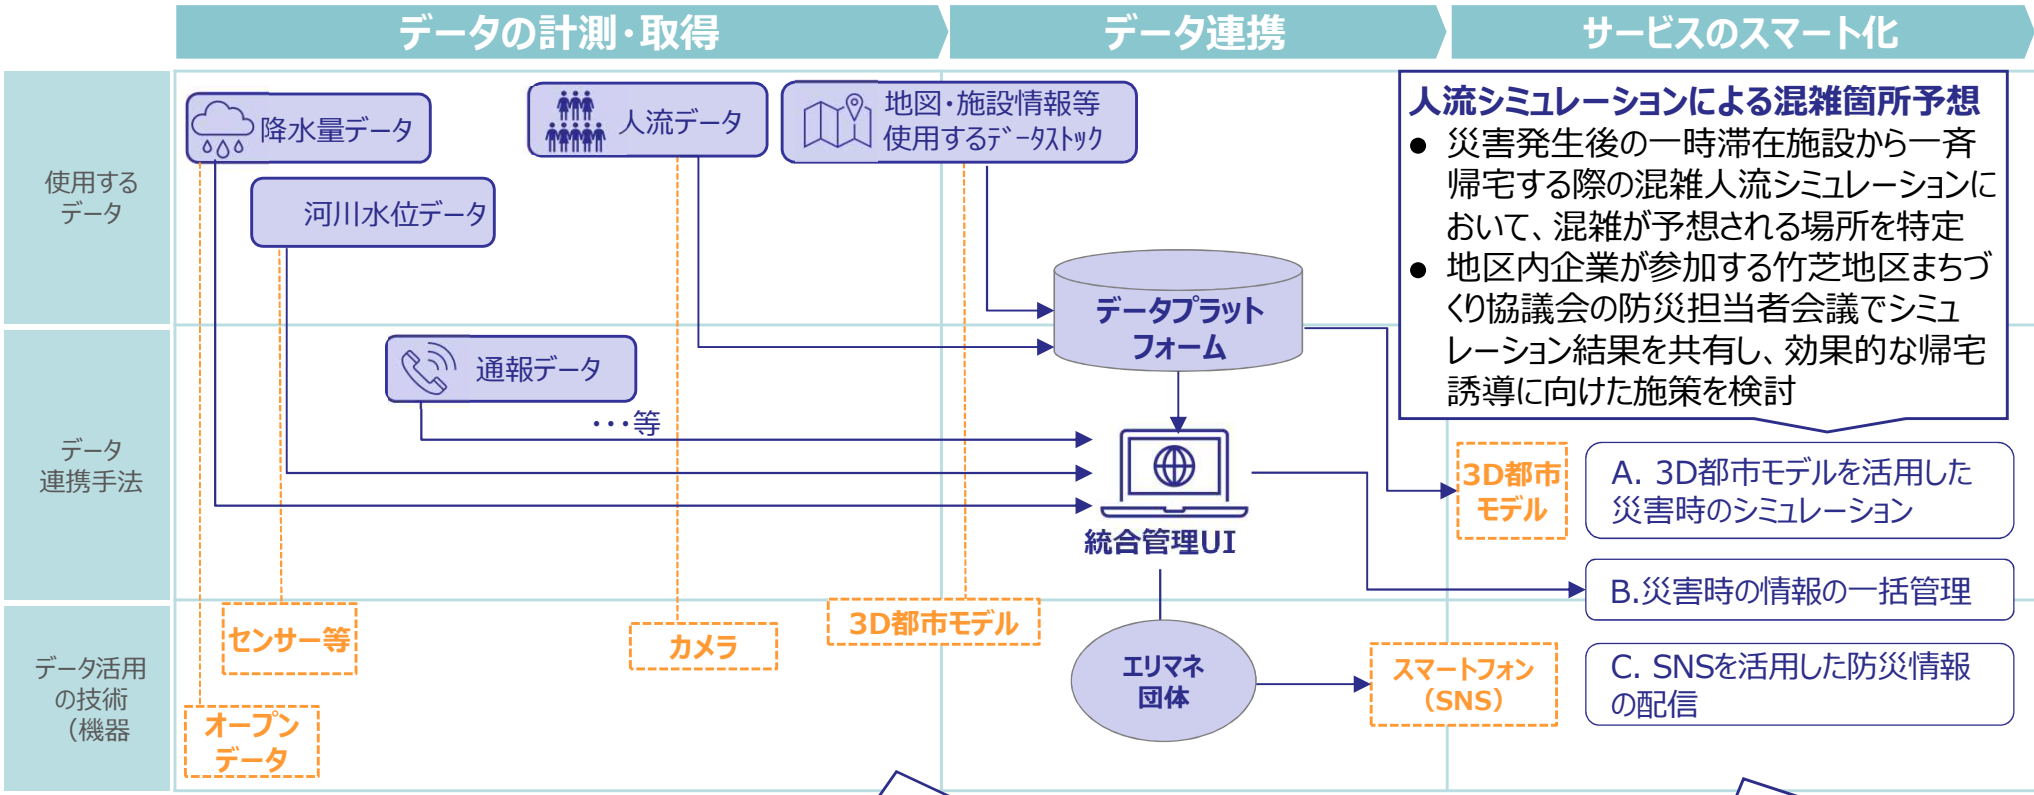 データの計測・取得
データ連携
サービスのスマート化
使用する
データ
降水量データ
人流データ
地図・施設情報等
使用するﾃﾞｰﾀｽﾄｯｸ
河川水位データ
データプラット
フォーム
人流シミュレーションによる混雑箇所予想
● 災害発生後の一時滞在施設から一斉
帰宅する際の混雑人流シミュレーションに
おいて、混雑が予想される場所を特定
● 地区内企業が参加する竹芝地区まちづ
くり協議会の防災担当者会議でシミュ
レーション結果を共有し、効果的な帰宅
誘導に向けた施策を検討
データ
連携手法
通報データ
・・・等
統合管理UI
3D都市
モデル
A. 3D都市モデルを活用した
災害時のシミュレーション
B.災害時の情報の一括管理
データ活用
の技術
（機器
センサー等
オープン
データ
カメラ
3D都市モデル
エリマネ
団体
スマートフォン
（SNS）
C. SNSを活用した防災情報
の配信